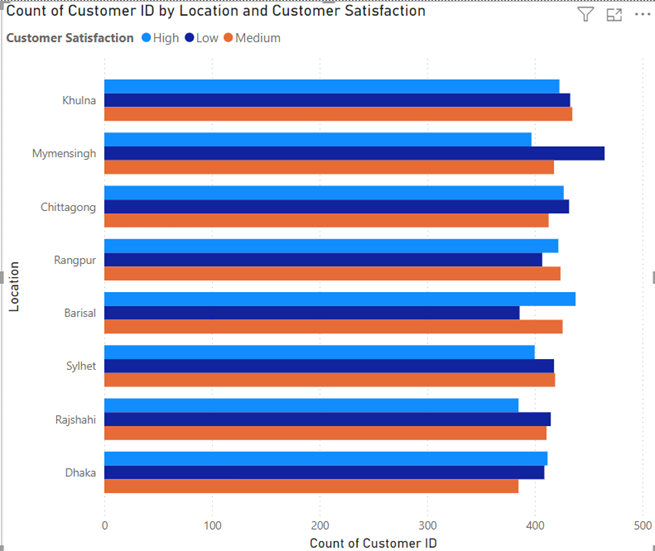 Count of Customer ID by Location and Customer Satisfaction
Customer Satisfaction High Low Medium
Khulna
Mymensingh
Chittagong
Rangpur
Barisal
Sylhet
Rajshahi
Dhaka
Location
0 100 200 300 400 500
Count of Customer ID